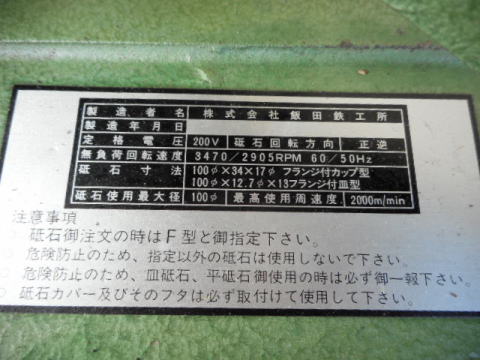 製造者名 株式会社飯田鉄工所
製造年月日
定格電圧 200V 砥石回転方向 正逆
無負荷回転速度 3470/2905RPM 60/50Hz
砥石寸法 100φ×34×17φ フランジ付カップ型
100φ×12.7φ×13フランジ付皿型
砥石使用最大径 100φ 最高使用周速度 2000m/min
注意事項
○ 砥石御注文の時はF型と御指定下さい。
○ 危険防止のため、指定以外の砥石は使用しないで下さい。
○ 危険防止のため、皿砥石、平砥石御使用の時は必ず御一報下さい。
○ 砥石カバー及びそのフタは必ず取付けて使用して下さい。